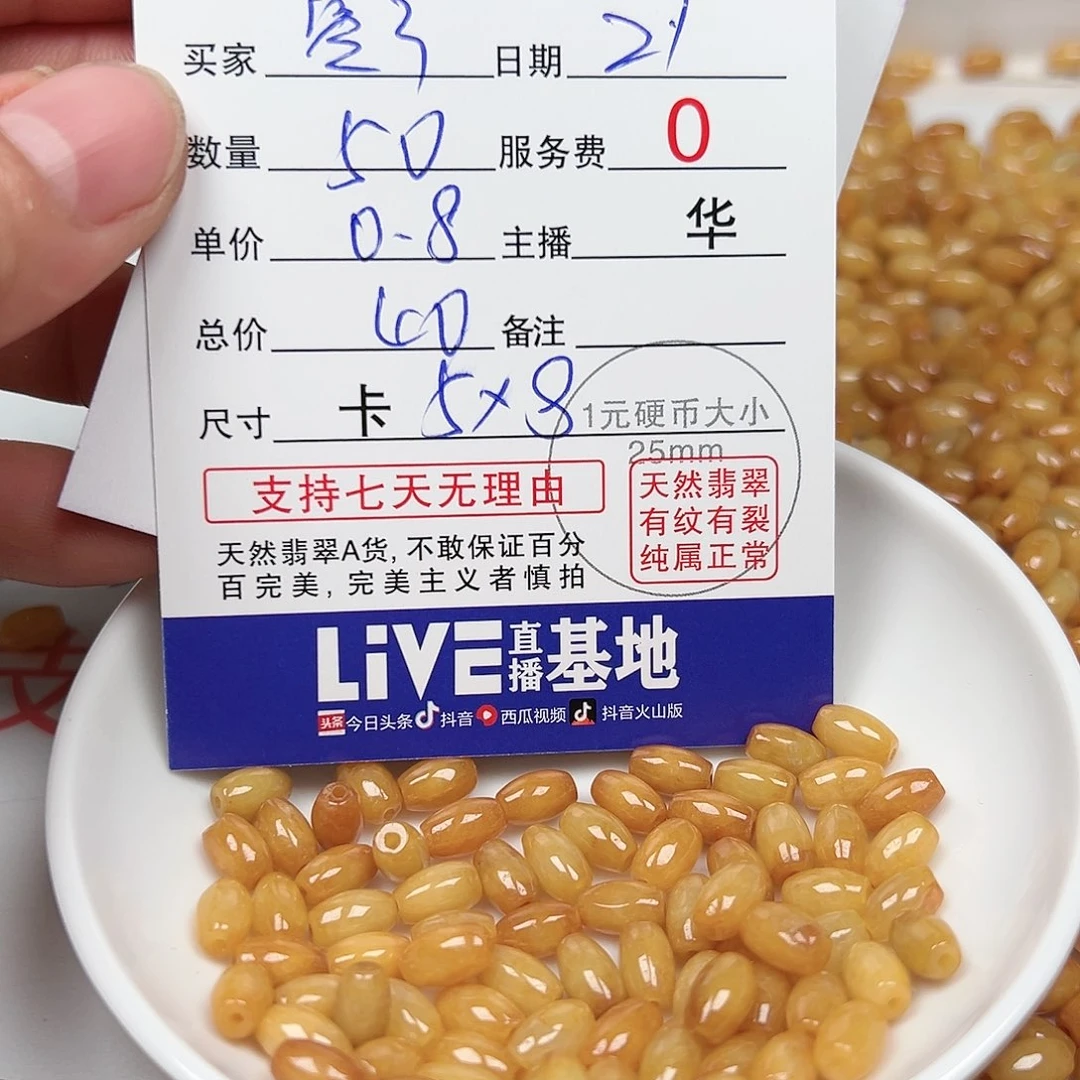 买家 日期 21
数量 50 服务费 0
单价 0-8 主播 华
总价 40 备注
尺寸 卡 5×8 1元硬币大小
25mm
支持七天无理由
天然翡翠
有纹有裂
纯属正常
天然翡翠A货,不敢保证百分
百完美,完美主义者慎拍
LiVE直播基地
头条 今日头条 抖音 西瓜视频 抖音火山版
支